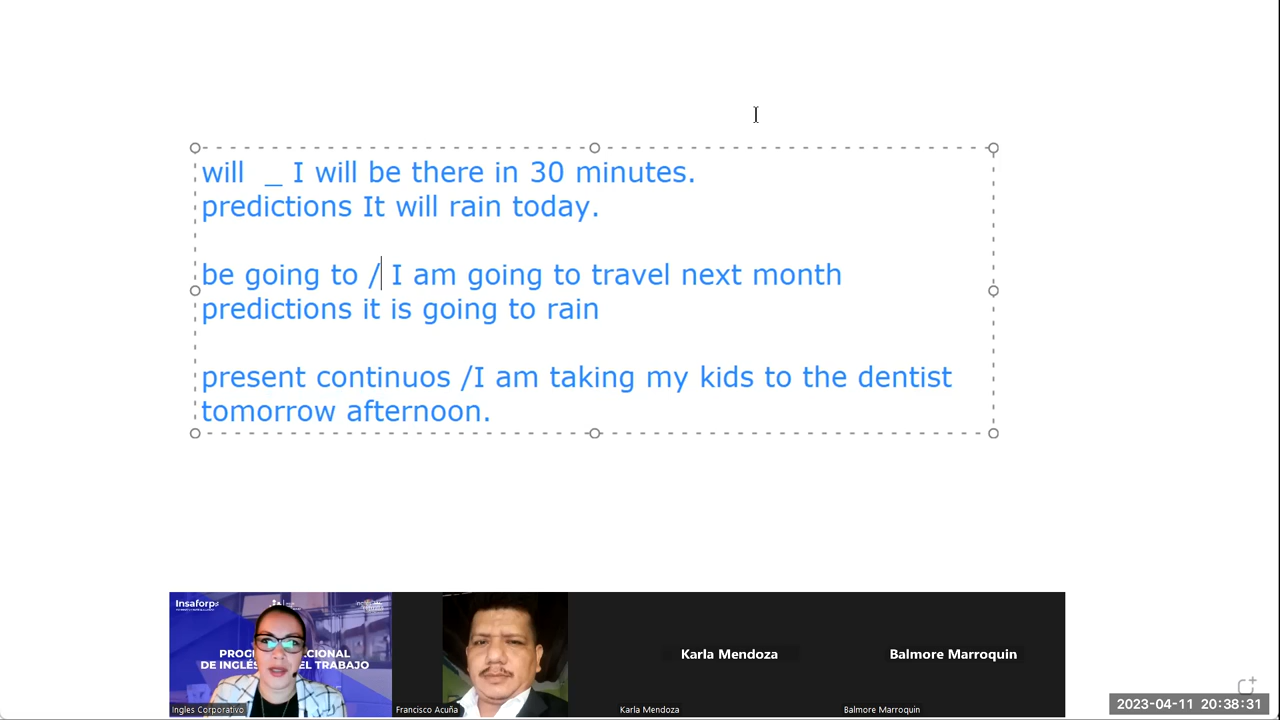 will _ I will be there in 30 minutes.
predictions It will rain today.
be going to / I am going to travel next month
predictions it is going to rain
present continuos /I am taking my kids to the dentist
tomorrow afternoon.
Insaforp
DE INGLÉS EL TRABAJO
Ingles Corporativo
Francisco Acuña
Karla Mendoza
Karla Mendoza
Balmore Marroquin
Balmore Marroquin
2023-04-11 20:38:31